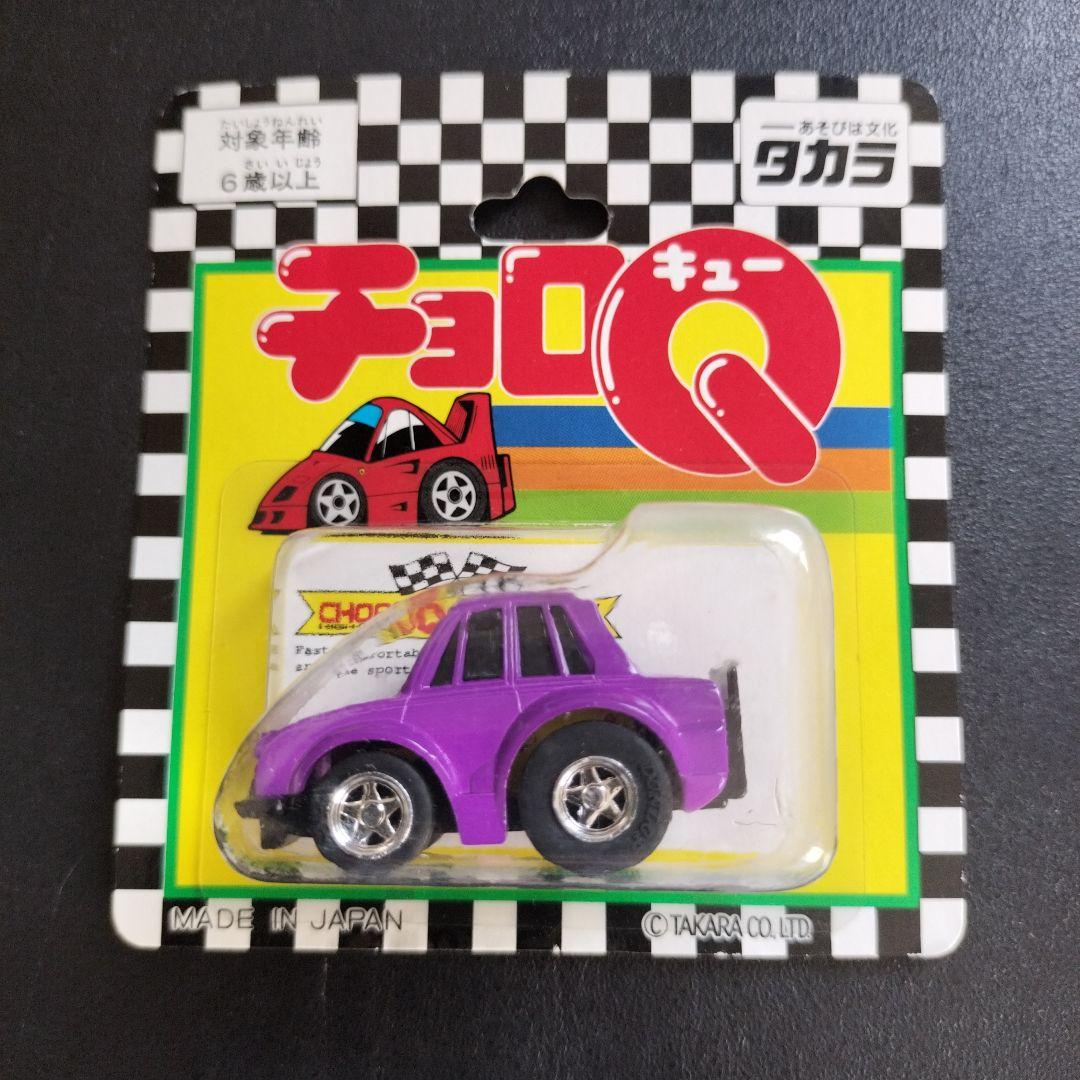 たいしょうねんれい
対象年齢
さい いじょう
6歳以上
あそびは文化
タカラ
チョロQ
キュー
CHORO Q
Fast
MADE IN JAPAN
© TAKARA CO., LTD.